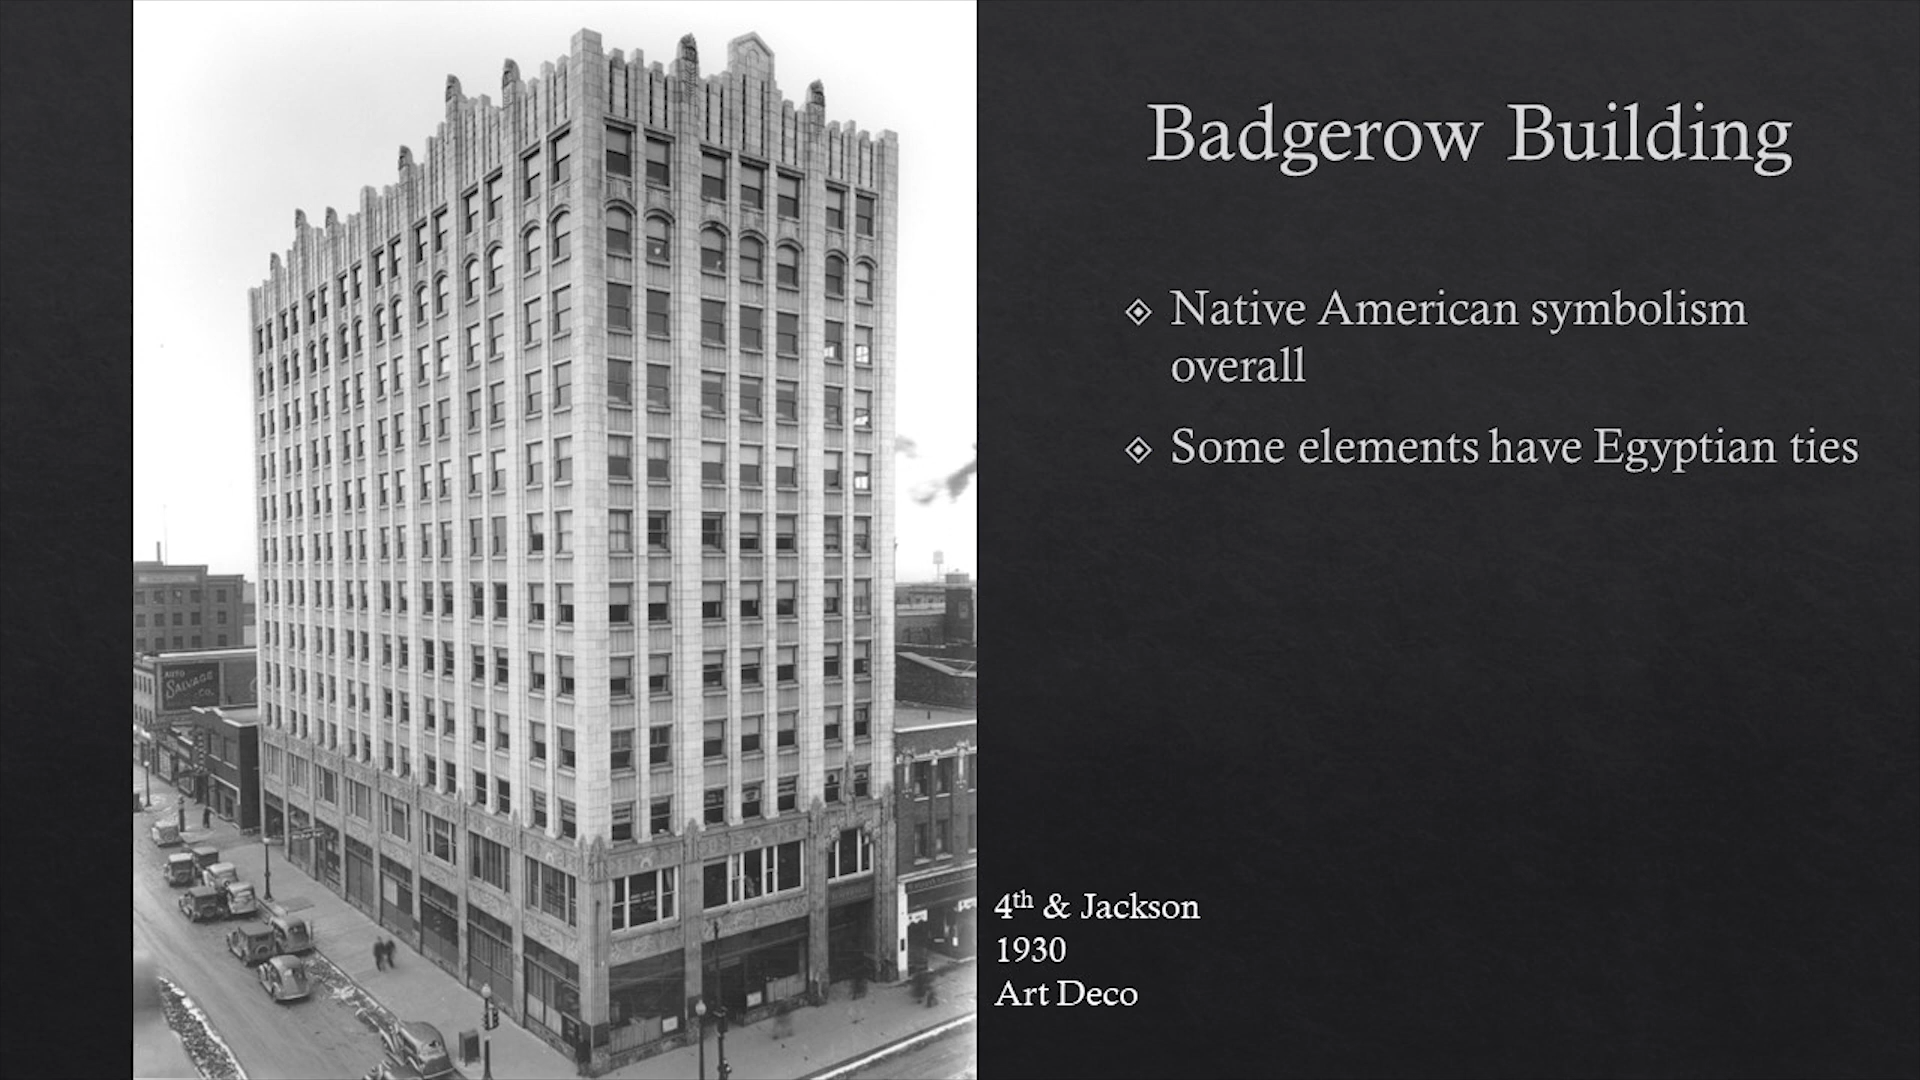 Badgerow Building
Native American symbolism
overall
Some elements have Egyptian ties
4th & Jackson
1930
Art Deco
AUTO
SALVAGE
CO.